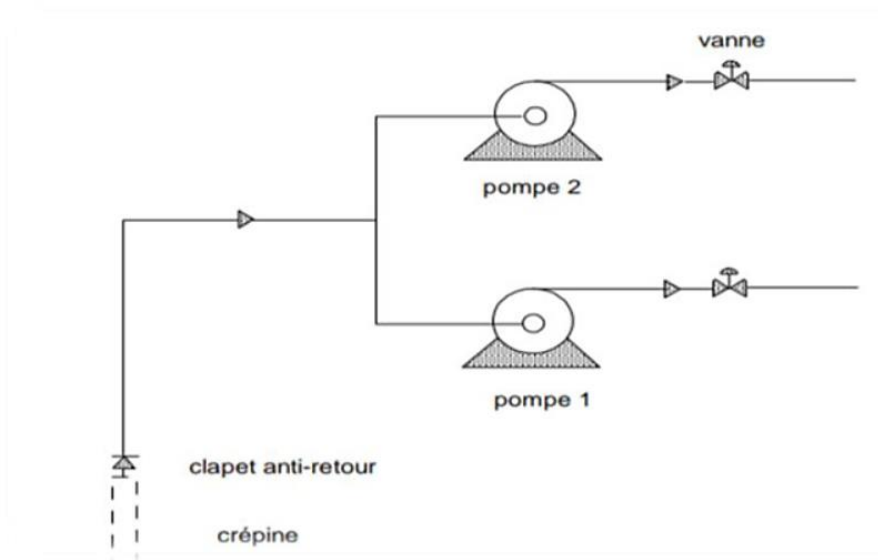 vanne
pompe 2
pompe 1
clapet anti-retour
crépine